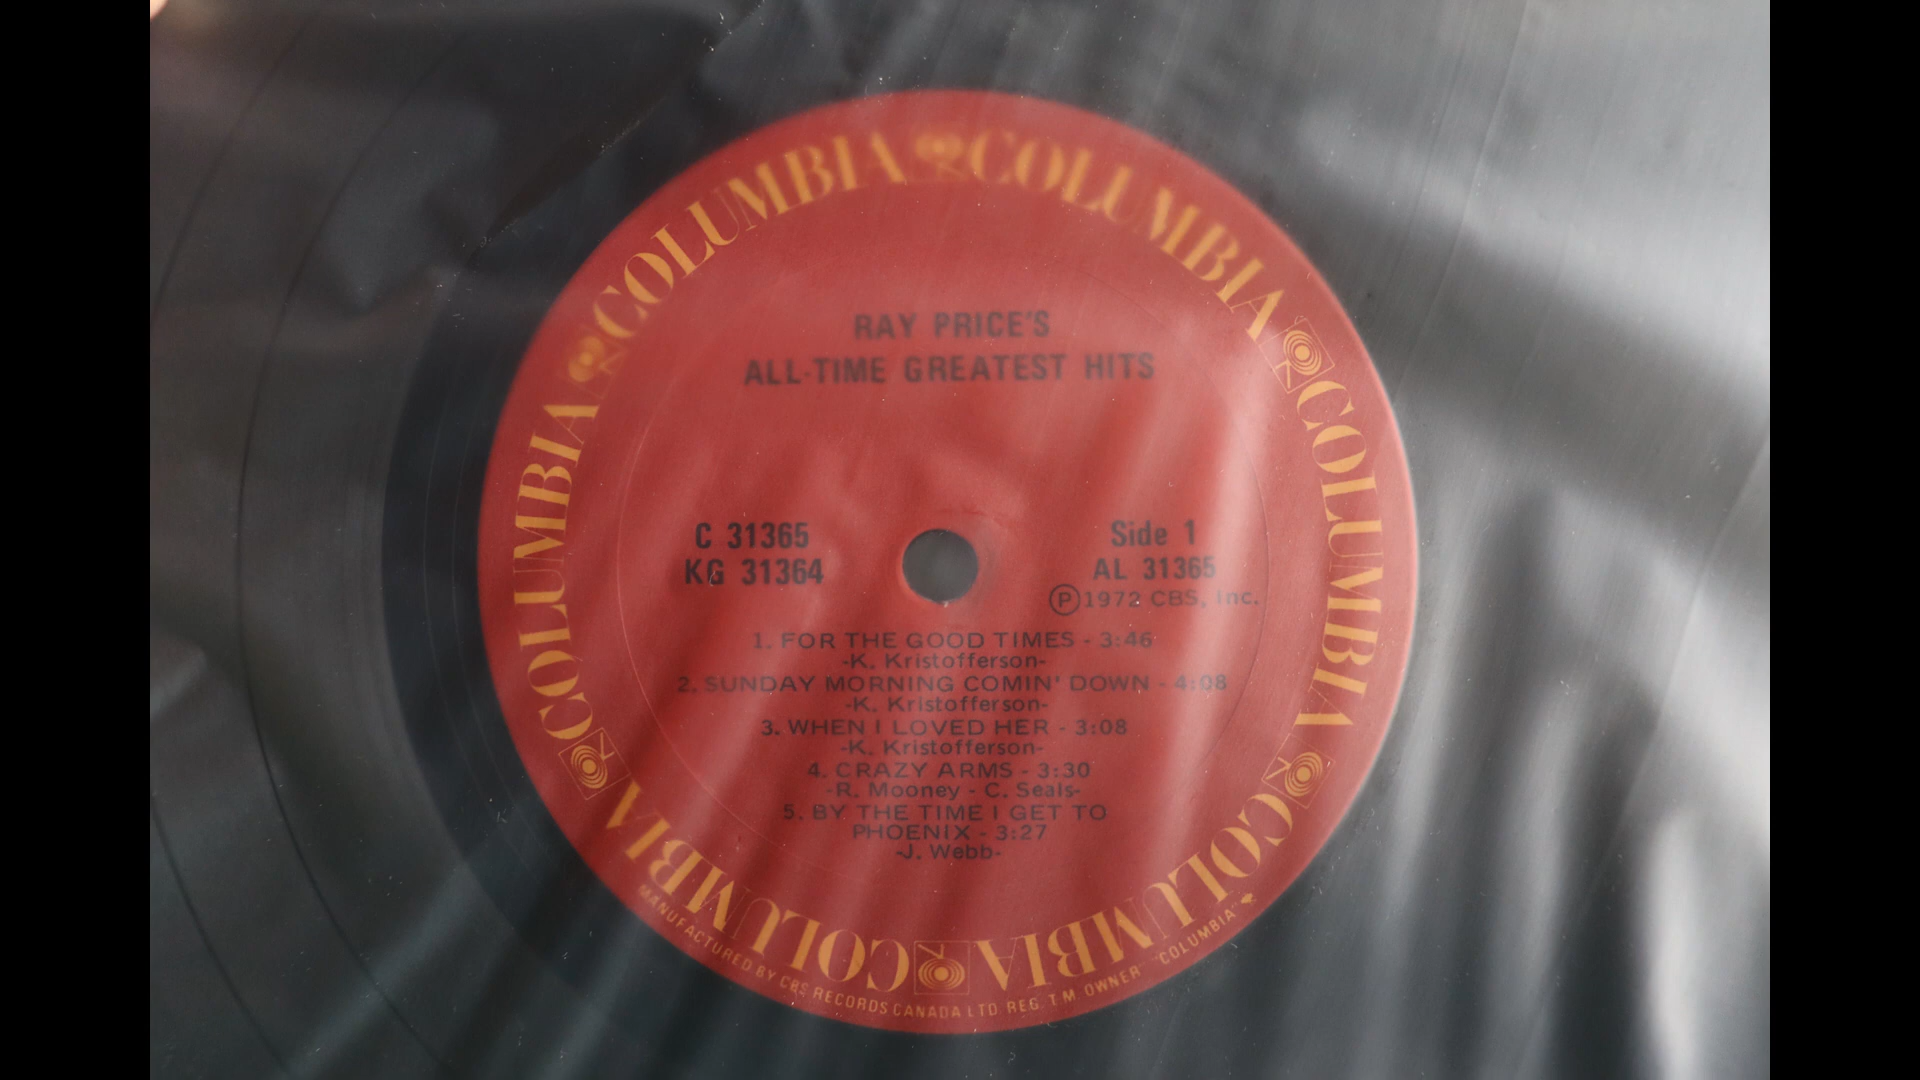 COLUMBIA COLUMBIA COLUMBIA COLUMBIA COLUMBIA COLUMBIA
RAY PRICE'S
ALL-TIME GREATEST HITS
C 31365
KG 31364
Side 1
AL 31365
Ⓟ1972 CBS, Inc.
1. FOR THE GOOD TIMES - 3:46
-K. Kristofferson-
2. SUNDAY MORNING COMIN' DOWN - 4:08
-K. Kristofferson-
3. WHEN I LOVED HER - 3:08
-K. Kristofferson-
4. CRAZY ARMS - 3:30
-R. Mooney - C. Seals-
5. BY THE TIME I GET TO
PHOENIX - 3:27
-J. Webb-
"MANUFACTURED BY CBS RECORDS CANADA LTD. REG. T.M. OWNER "COLUMBIA"